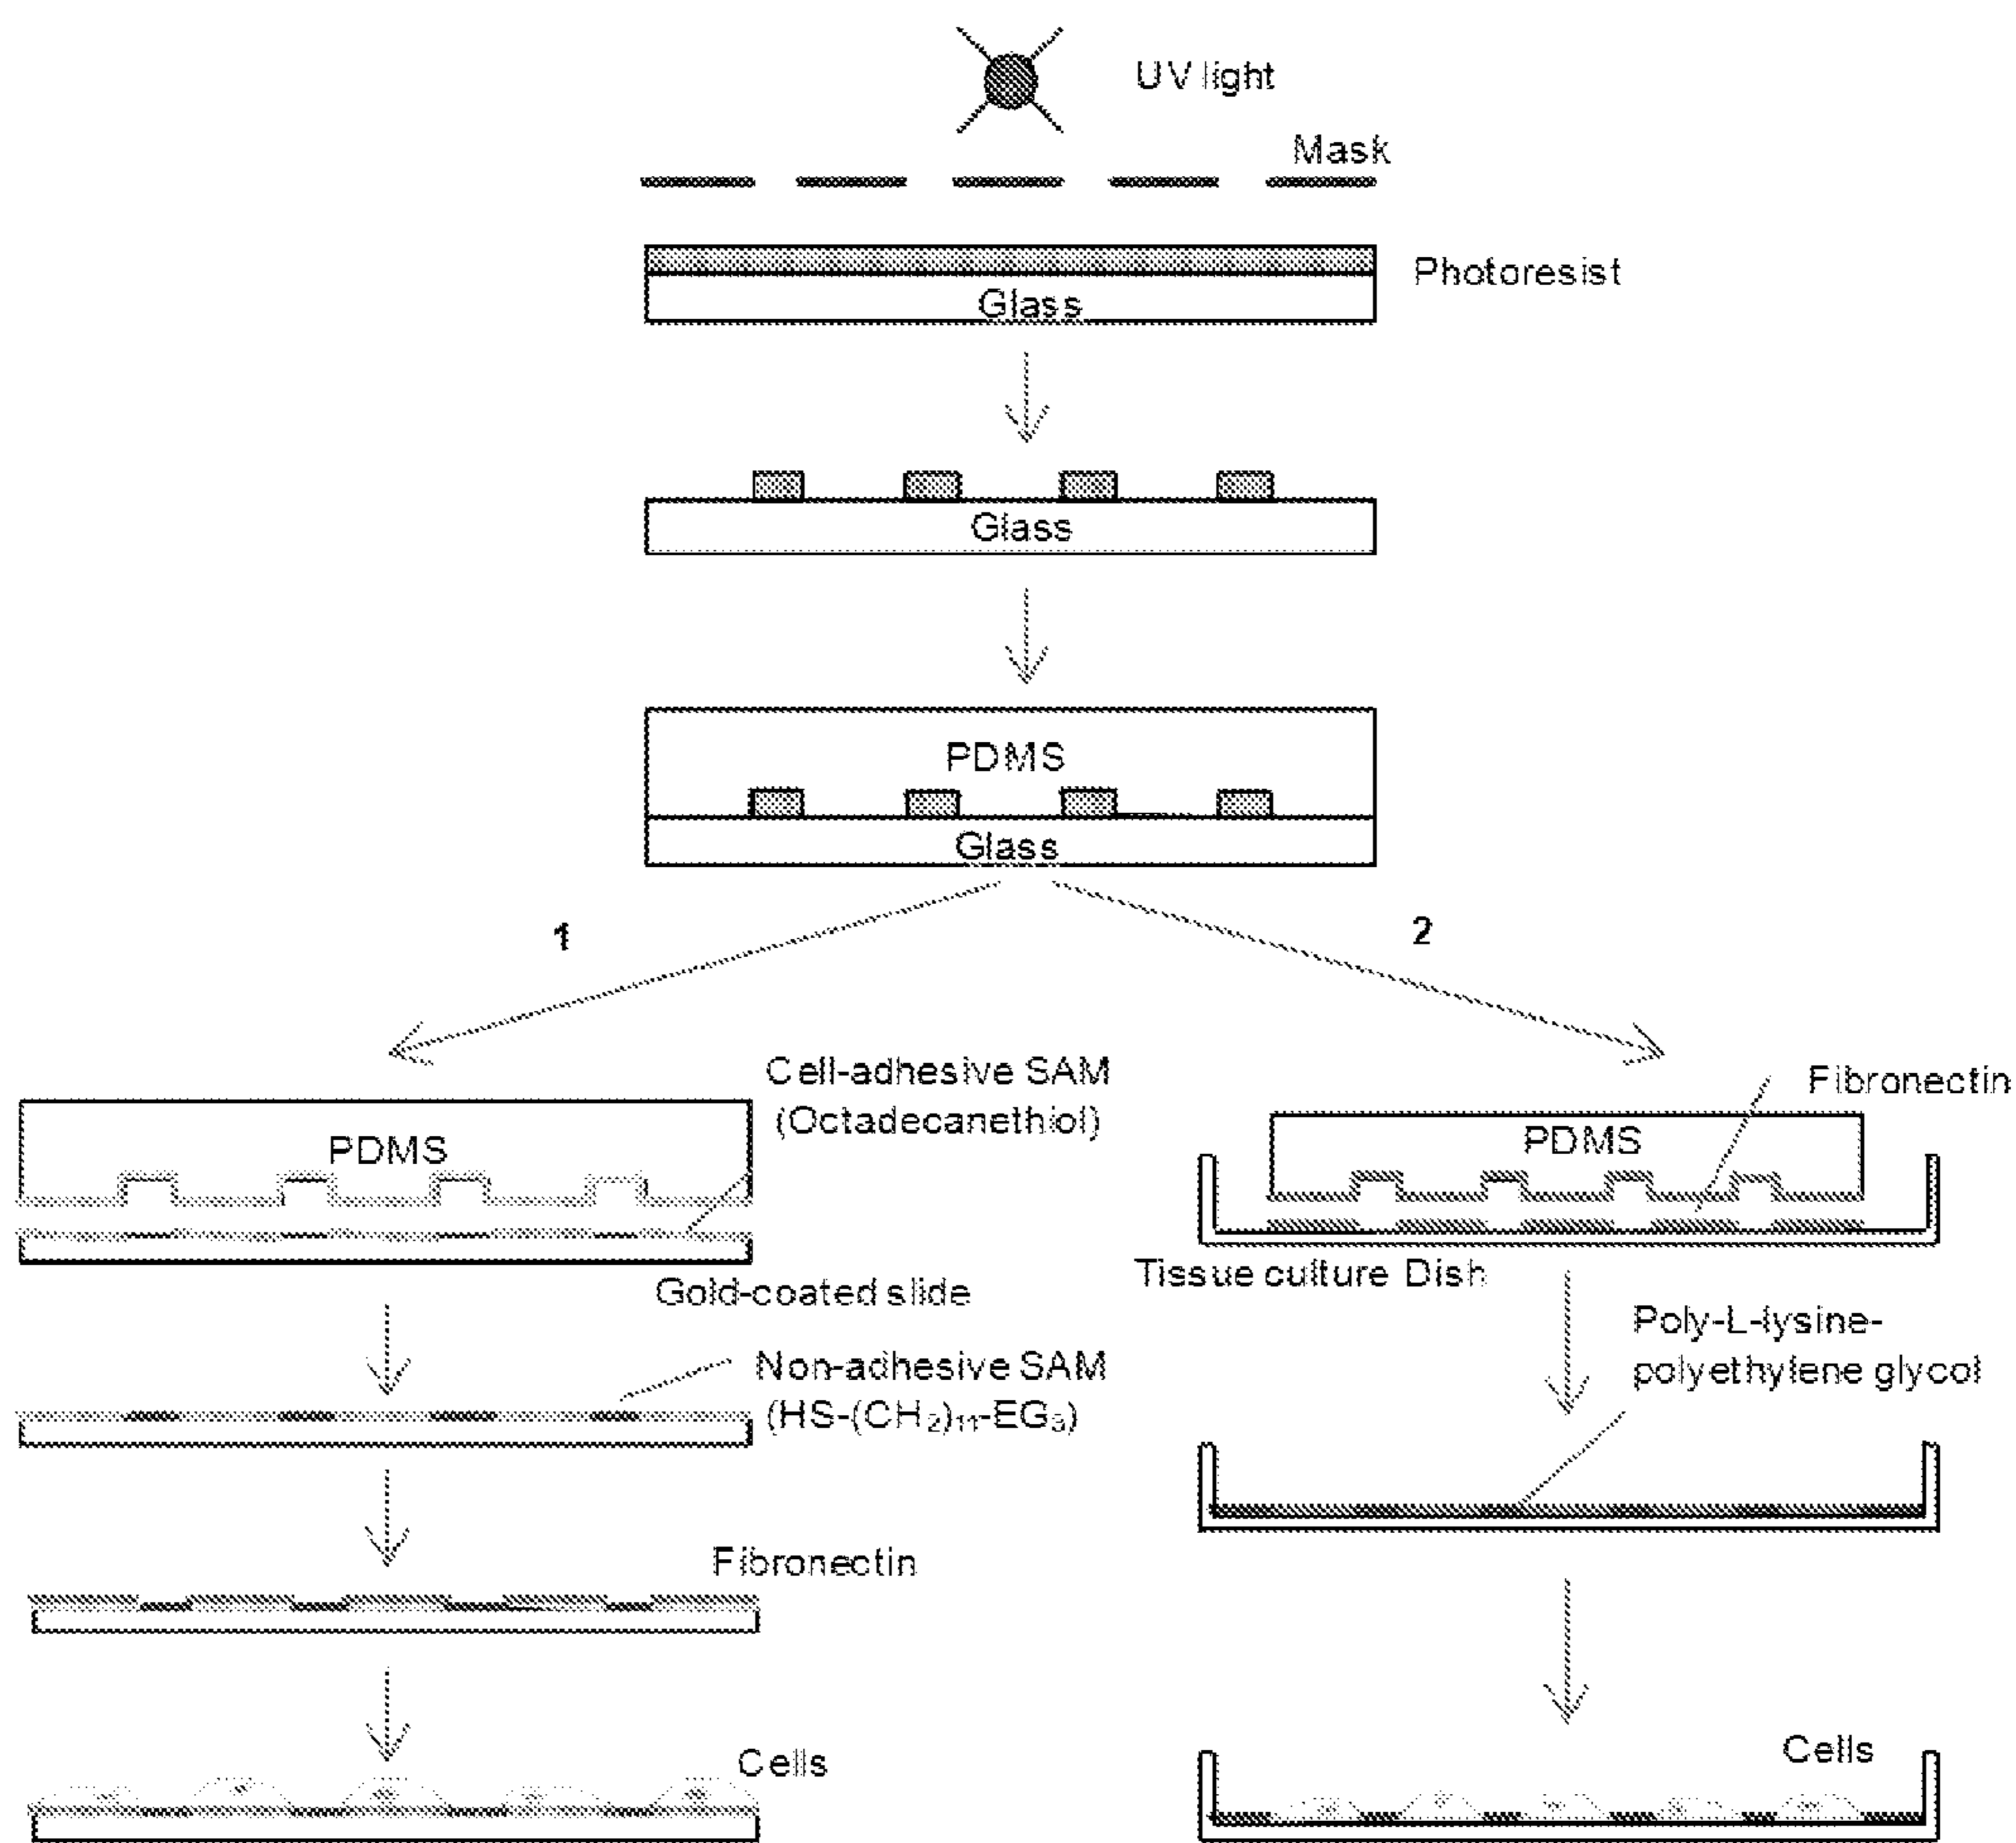 UV light
Mask
Photoresist
Glass
Glass
PDMS
Glass
1
2
Cell-adhesive SAM
(Octadecanethiol)
PDMS
Gold-coated slide
Non-adhesive SAM
(HS-(CH₂)₁₁-EG₃)
Fibronectin
Cells
Fibronectin
PDMS
Tissue culture Dish
Poly-L-lysine-
polyethylene glycol
Cells